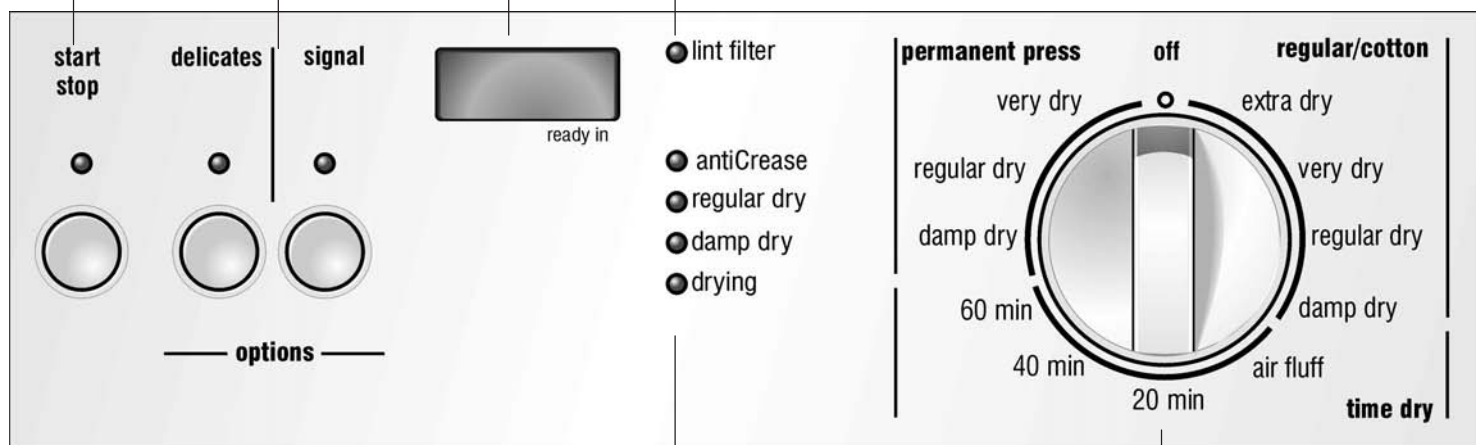 start
stop
delicates
signal
options
ready in
lint filter
antiCrease
regular dry
damp dry
drying
permanent press
off
regular/cotton
very dry
regular dry
damp dry
60 min
40 min
20 min
extra dry
very dry
regular dry
damp dry
air fluff
time dry